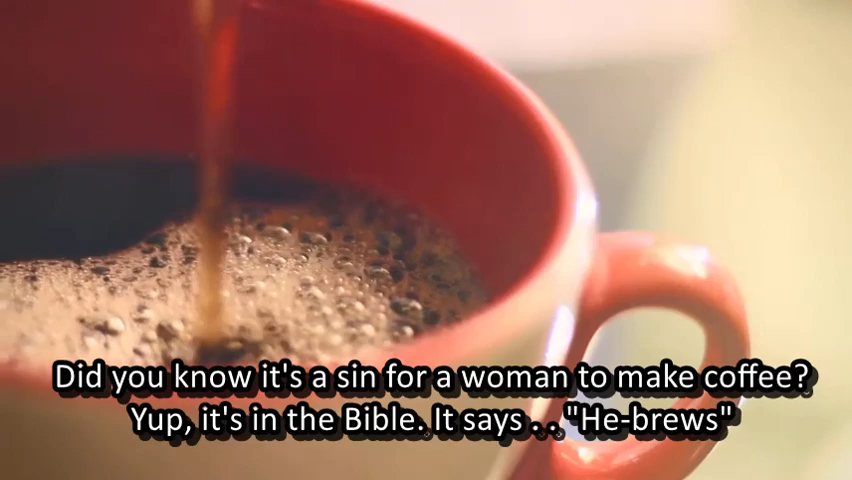 Did you know it's a sin for a woman to make coffee?
Yup, it's in the Bible. It says . . "He-brews"